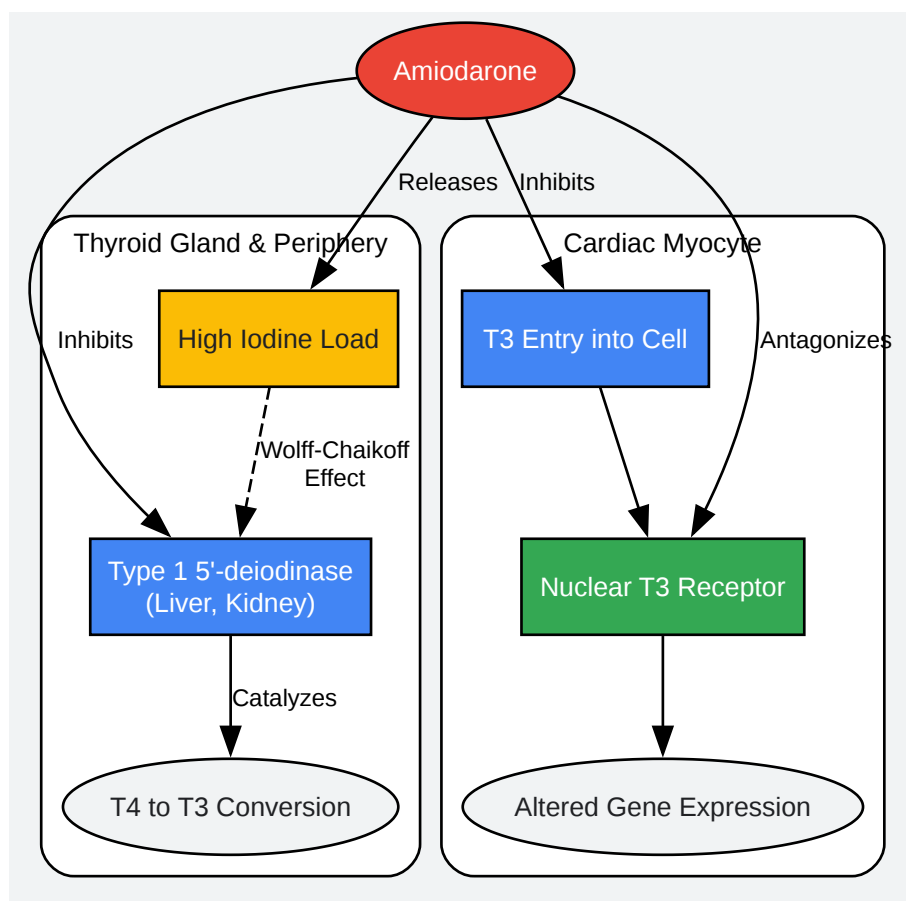 Amiodarone
Releases
Inhibits
Thyroid Gland & Periphery
Cardiac Myocyte
High Iodine Load
T3 Entry into Cell
Inhibits
Antagonizes
Wolff-Chaikoff
Effect
Type 1 5'-deiodinase
(Liver, Kidney)
Nuclear T3 Receptor
Catalyzes
T4 to T3 Conversion
Altered Gene Expression